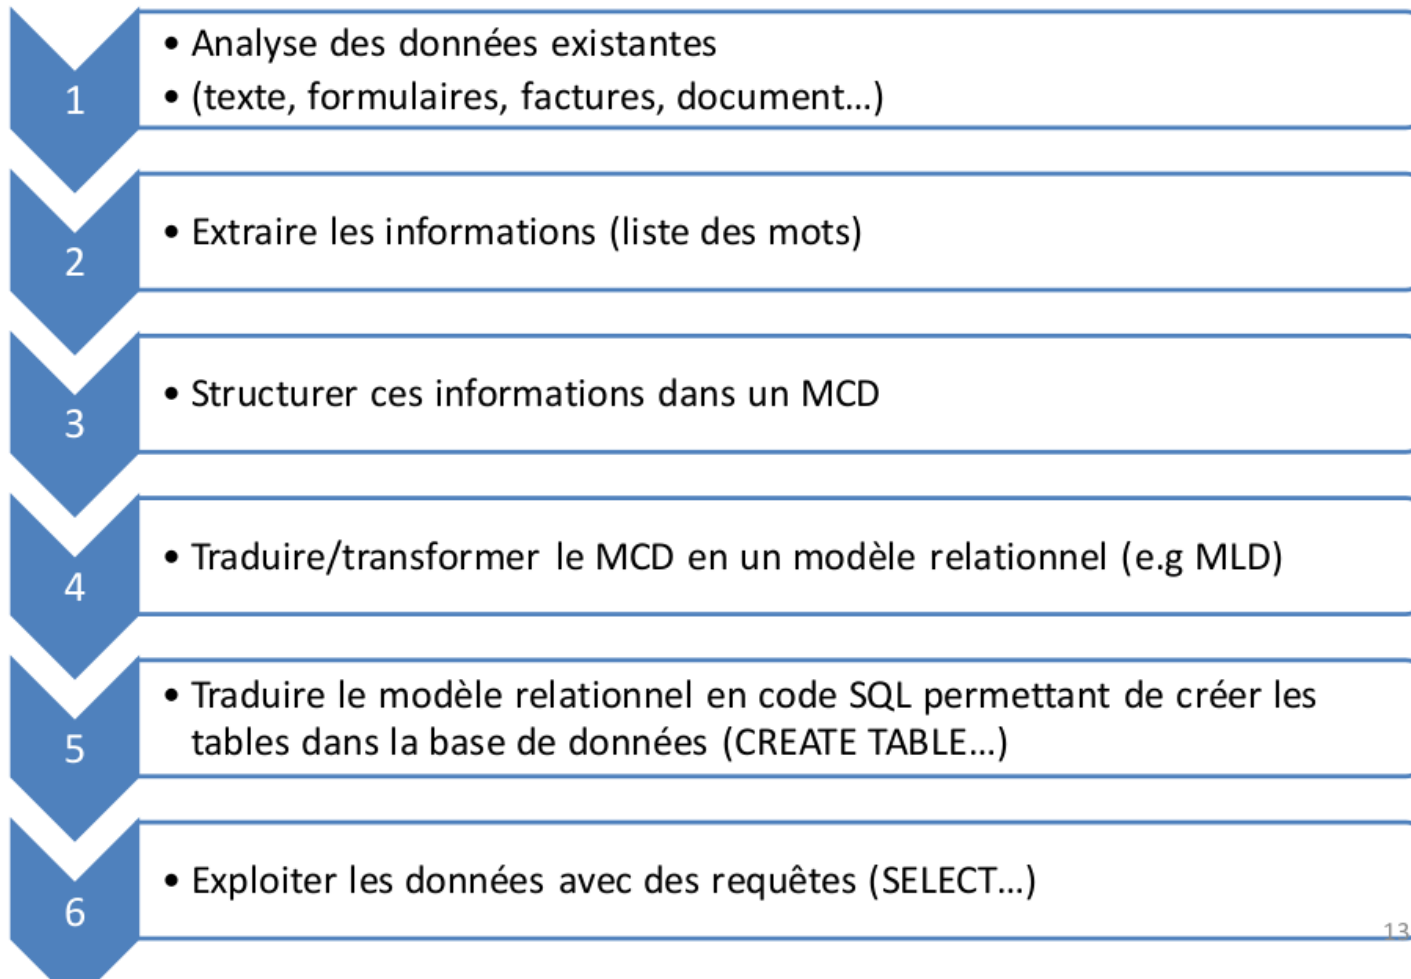 1
• Analyse des données existantes
• (texte, formulaires, factures, document...)
2
• Extraire les informations (liste des mots)
3
• Structurer ces informations dans un MCD
4
• Traduire/transformer le MCD en un modèle relationnel (e.g MLD)
5
• Traduire le modèle relationnel en code SQL permettant de créer les
tables dans la base de données (CREATE TABLE...)
6
• Exploiter les données avec des requêtes (SELECT...)
13